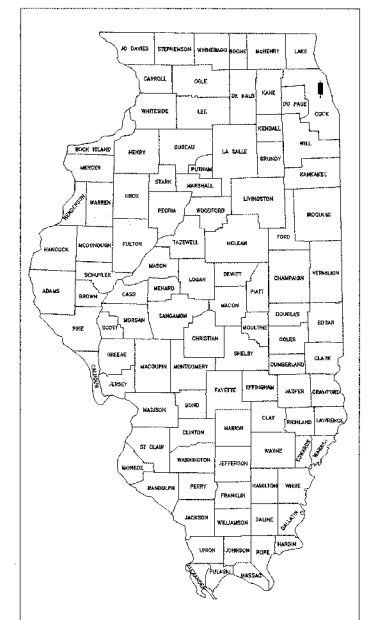 JO DAVIES STEPHENSON WINNEBAGO BOONE McHENRY LAKE
CARROLL OGLE DE KALB KANE DU PAGE COOK
WHITESIDE LEE KENDALL WILL
ROCK ISLAND HENRY BUREAU LA SALLE GRUNDY
MERCER PUTNAM KANKAKEE
HENDERSON WARREN KNOX STARK MARSHALL LIVINGSTON
PEORIA WOODFORD IROQUOIS
HANCOCK McDONOUGH FULTON TAZEWELL McLEAN FORD
SCHUYLER MASON
ADAMS BROWN CASS MENARD LOGAN DEWITT PIATT CHAMPAIGN VERMILION
MACON
PIKE SCOTT MORGAN SANGAMON MOULTRIE DOUGLAS EDGAR
CHRISTIAN COLES
GREENE MACOUPIN MONTGOMERY SHELBY CUMBERLAND CLARK
CALHOUN JERSEY FAYETTE EFFINGHAM JASPER CRAWFORD
MADISON BOND
CLINTON MARION CLAY RICHLAND LAWRENCE
ST CLAIR WAYNE EDWARDS WABASH
MONROE WASHINGTON JEFFERSON
RANDOLPH PERRY HAMILTON WHITE
FRANKLIN
JACKSON WILLIAMSON SALINE GALLATIN
UNION JOHNSON POPE HARDIN
ALEXANDER PULASKI MASSAC